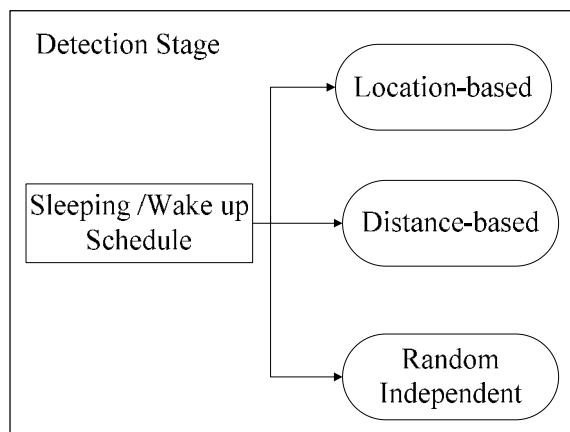 Detection Stage
Location-based
Sleeping /Wake up
Schedule
Distance-based
Random
Independent